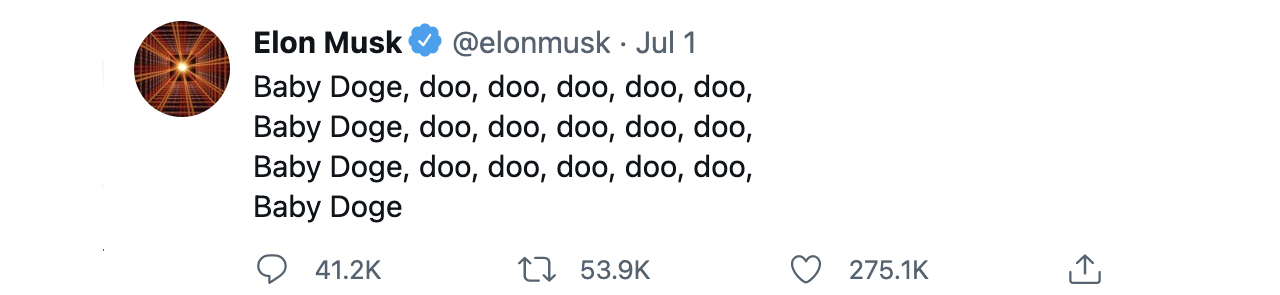 Elon Musk @elonmusk · Jul 1
Baby Doge, doo, doo, doo, doo, doo,
Baby Doge, doo, doo, doo, doo, doo,
Baby Doge, doo, doo, doo, doo, doo,
Baby Doge
41.2K 53.9K 275.1K